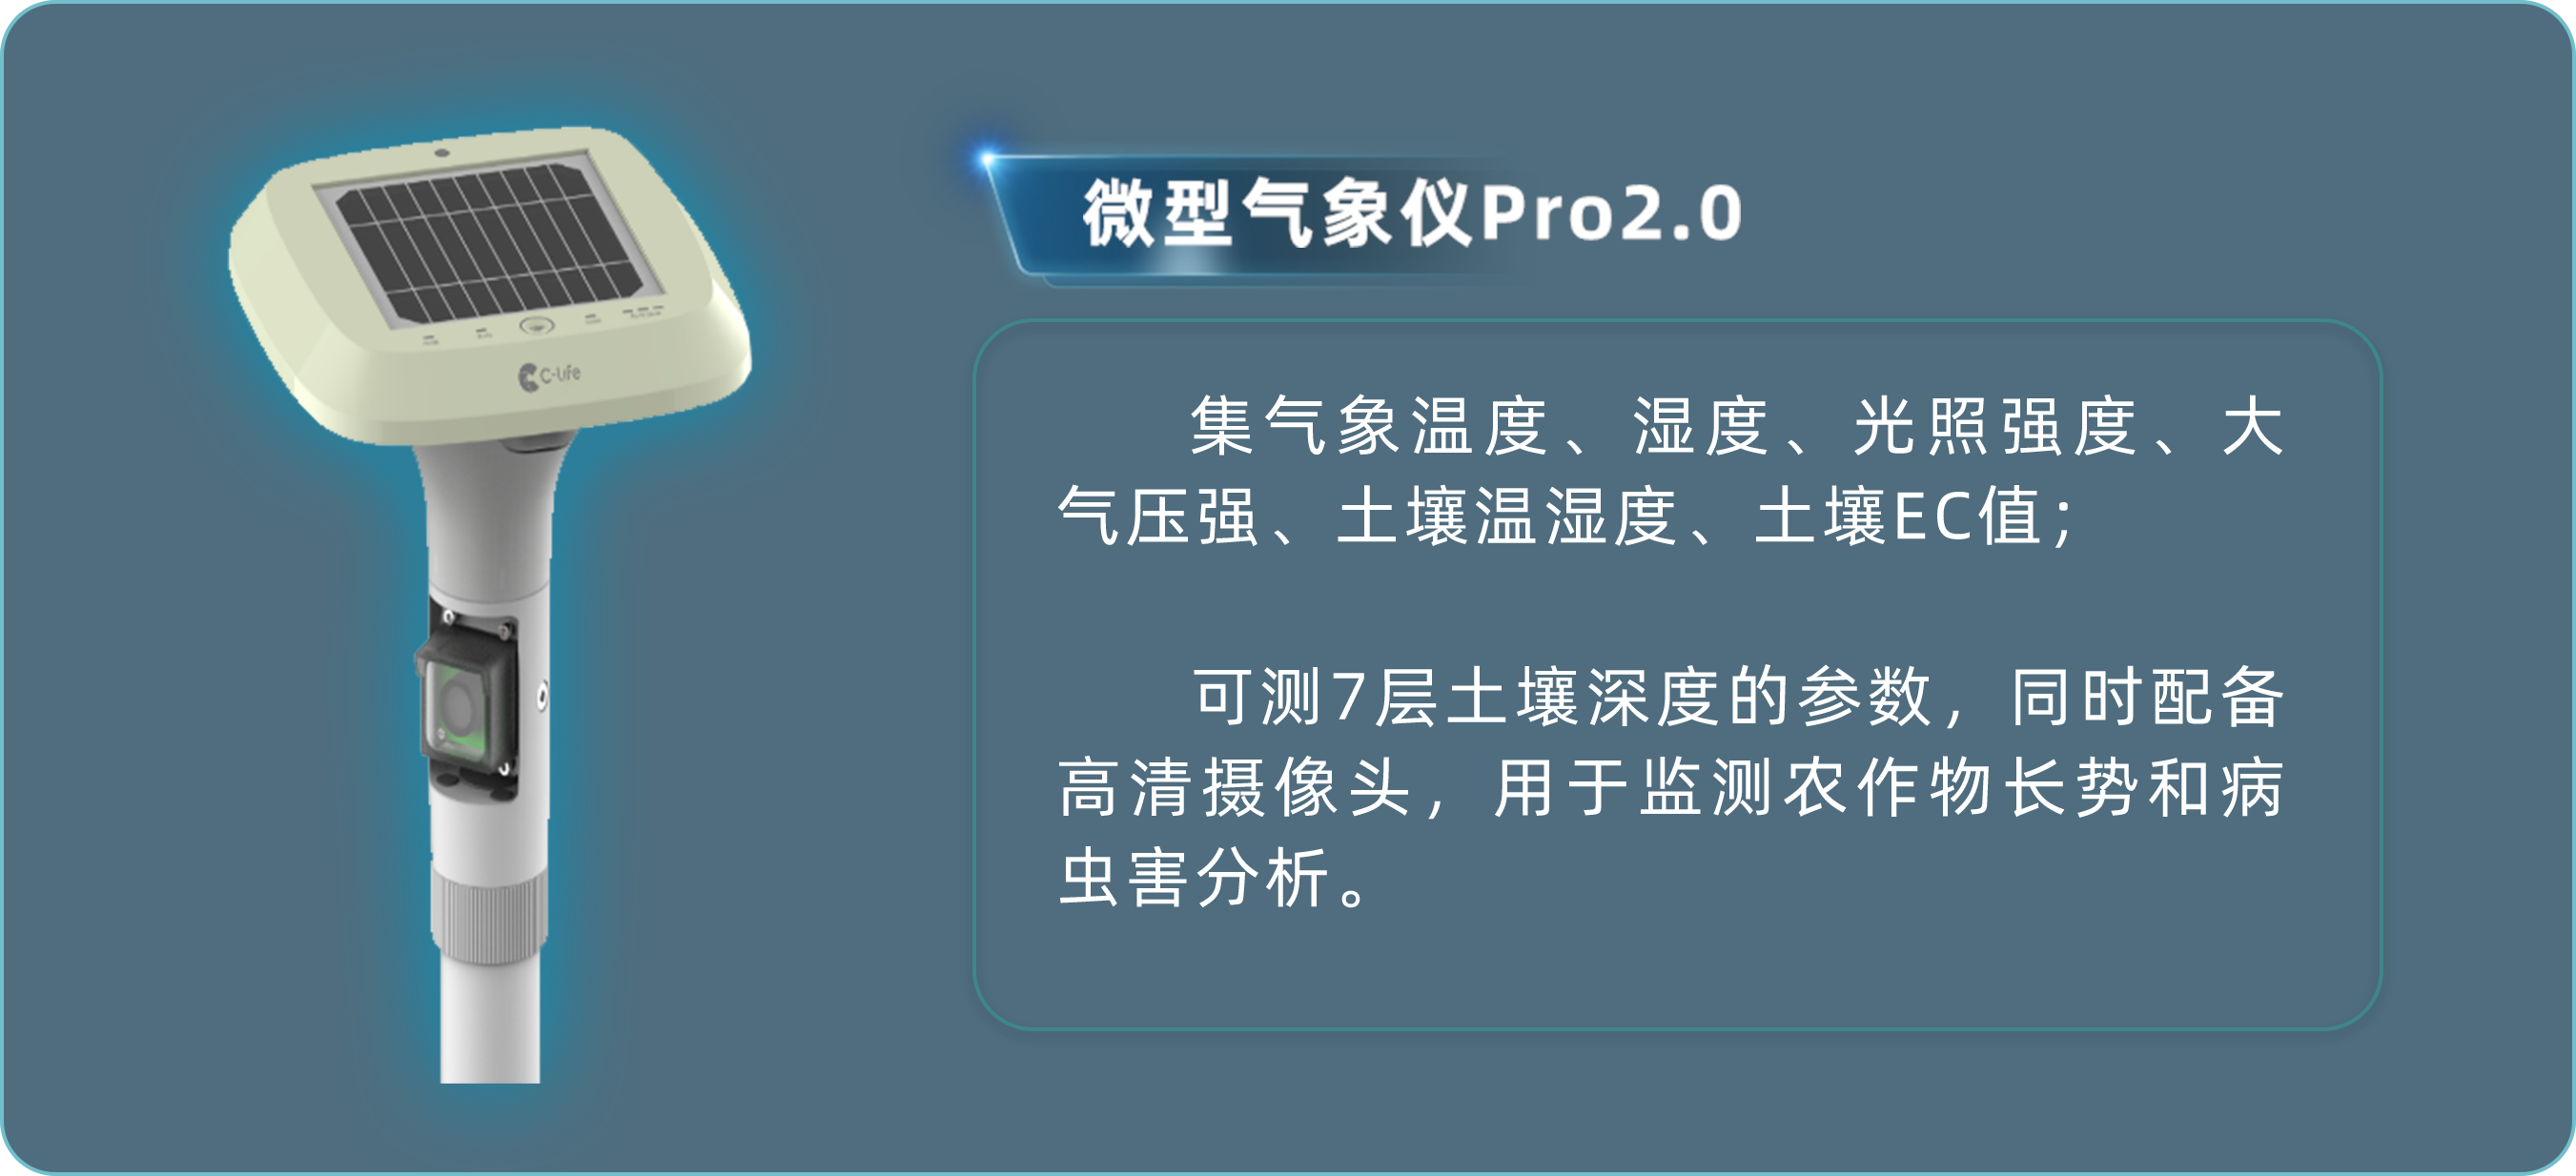 C-Life
微型气象仪Pro2.0
集气象温度、湿度、光照强度、大
气压强、土壤温湿度、土壤EC值；
可测7层土壤深度的参数，同时配备
高清摄像头，用于监测农作物长势和病
虫害分析。